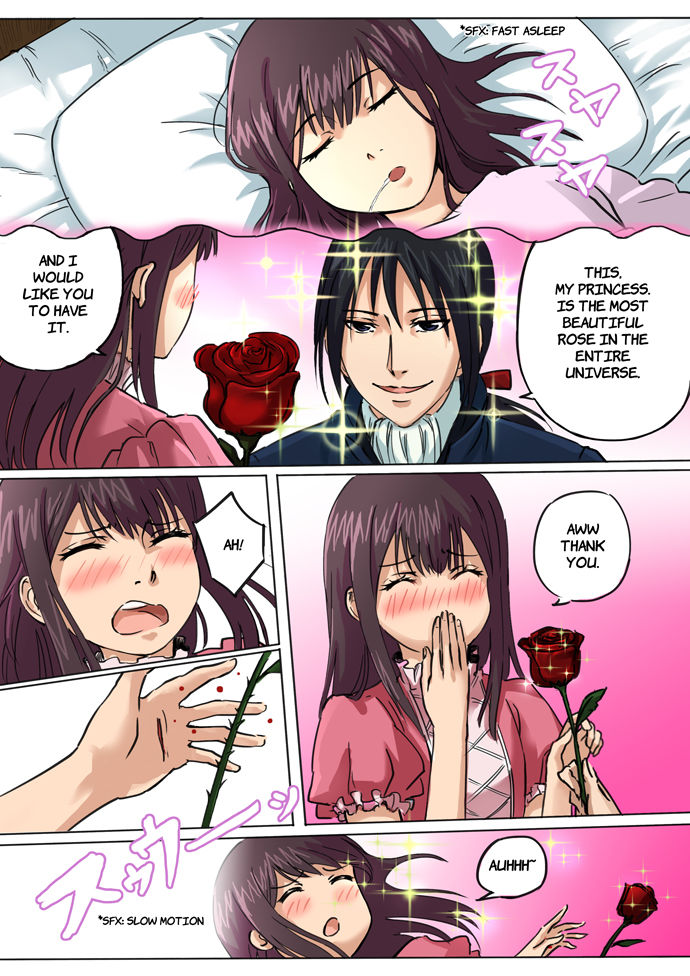 *SFX: FAST ASLEEP
スヤ
スヤ
AND I
WOULD
LIKE YOU
TO HAVE
IT.
THIS,
MY PRINCESS.
IS THE MOST
BEAUTIFUL
ROSE IN THE
ENTIRE
UNIVERSE.
AH!
AWW
THANK
YOU.
スゥウーッ
*SFX: SLOW MOTION
AUHHH~